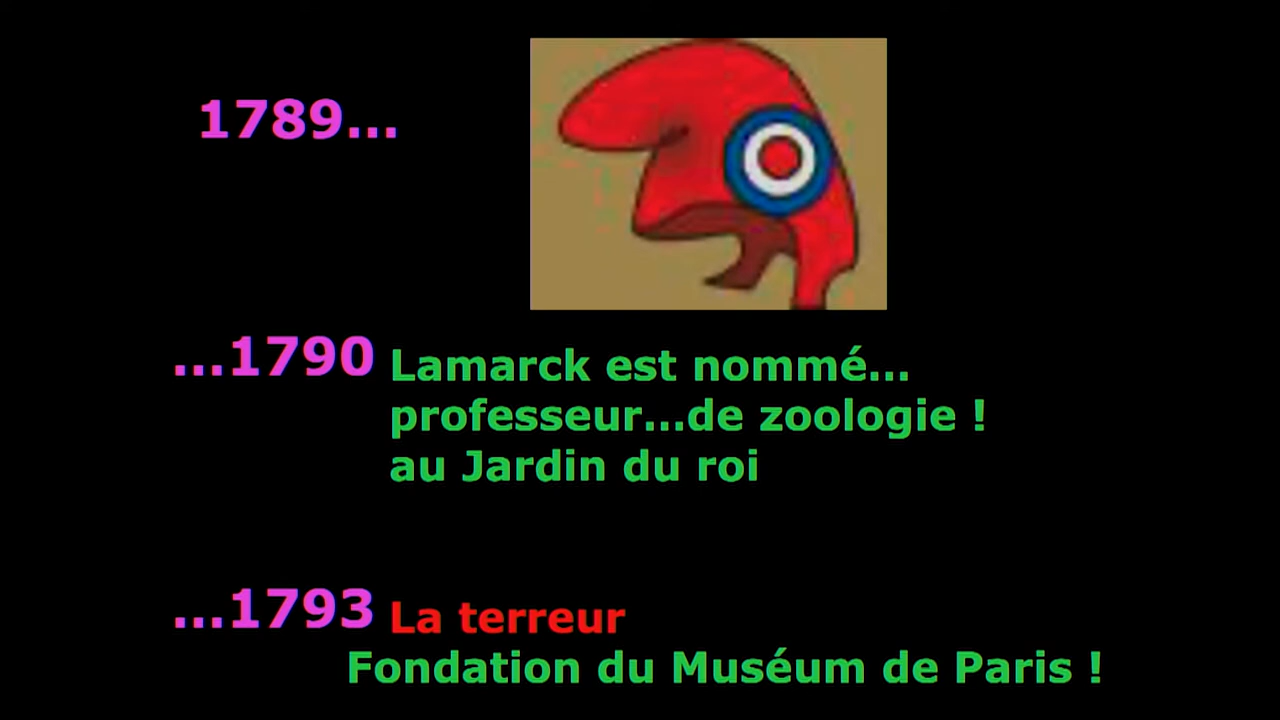 1789...
...1790 Lamarck est nommé...
professeur...de zoologie !
au Jardin du roi
...1793 La terreur
Fondation du Muséum de Paris !